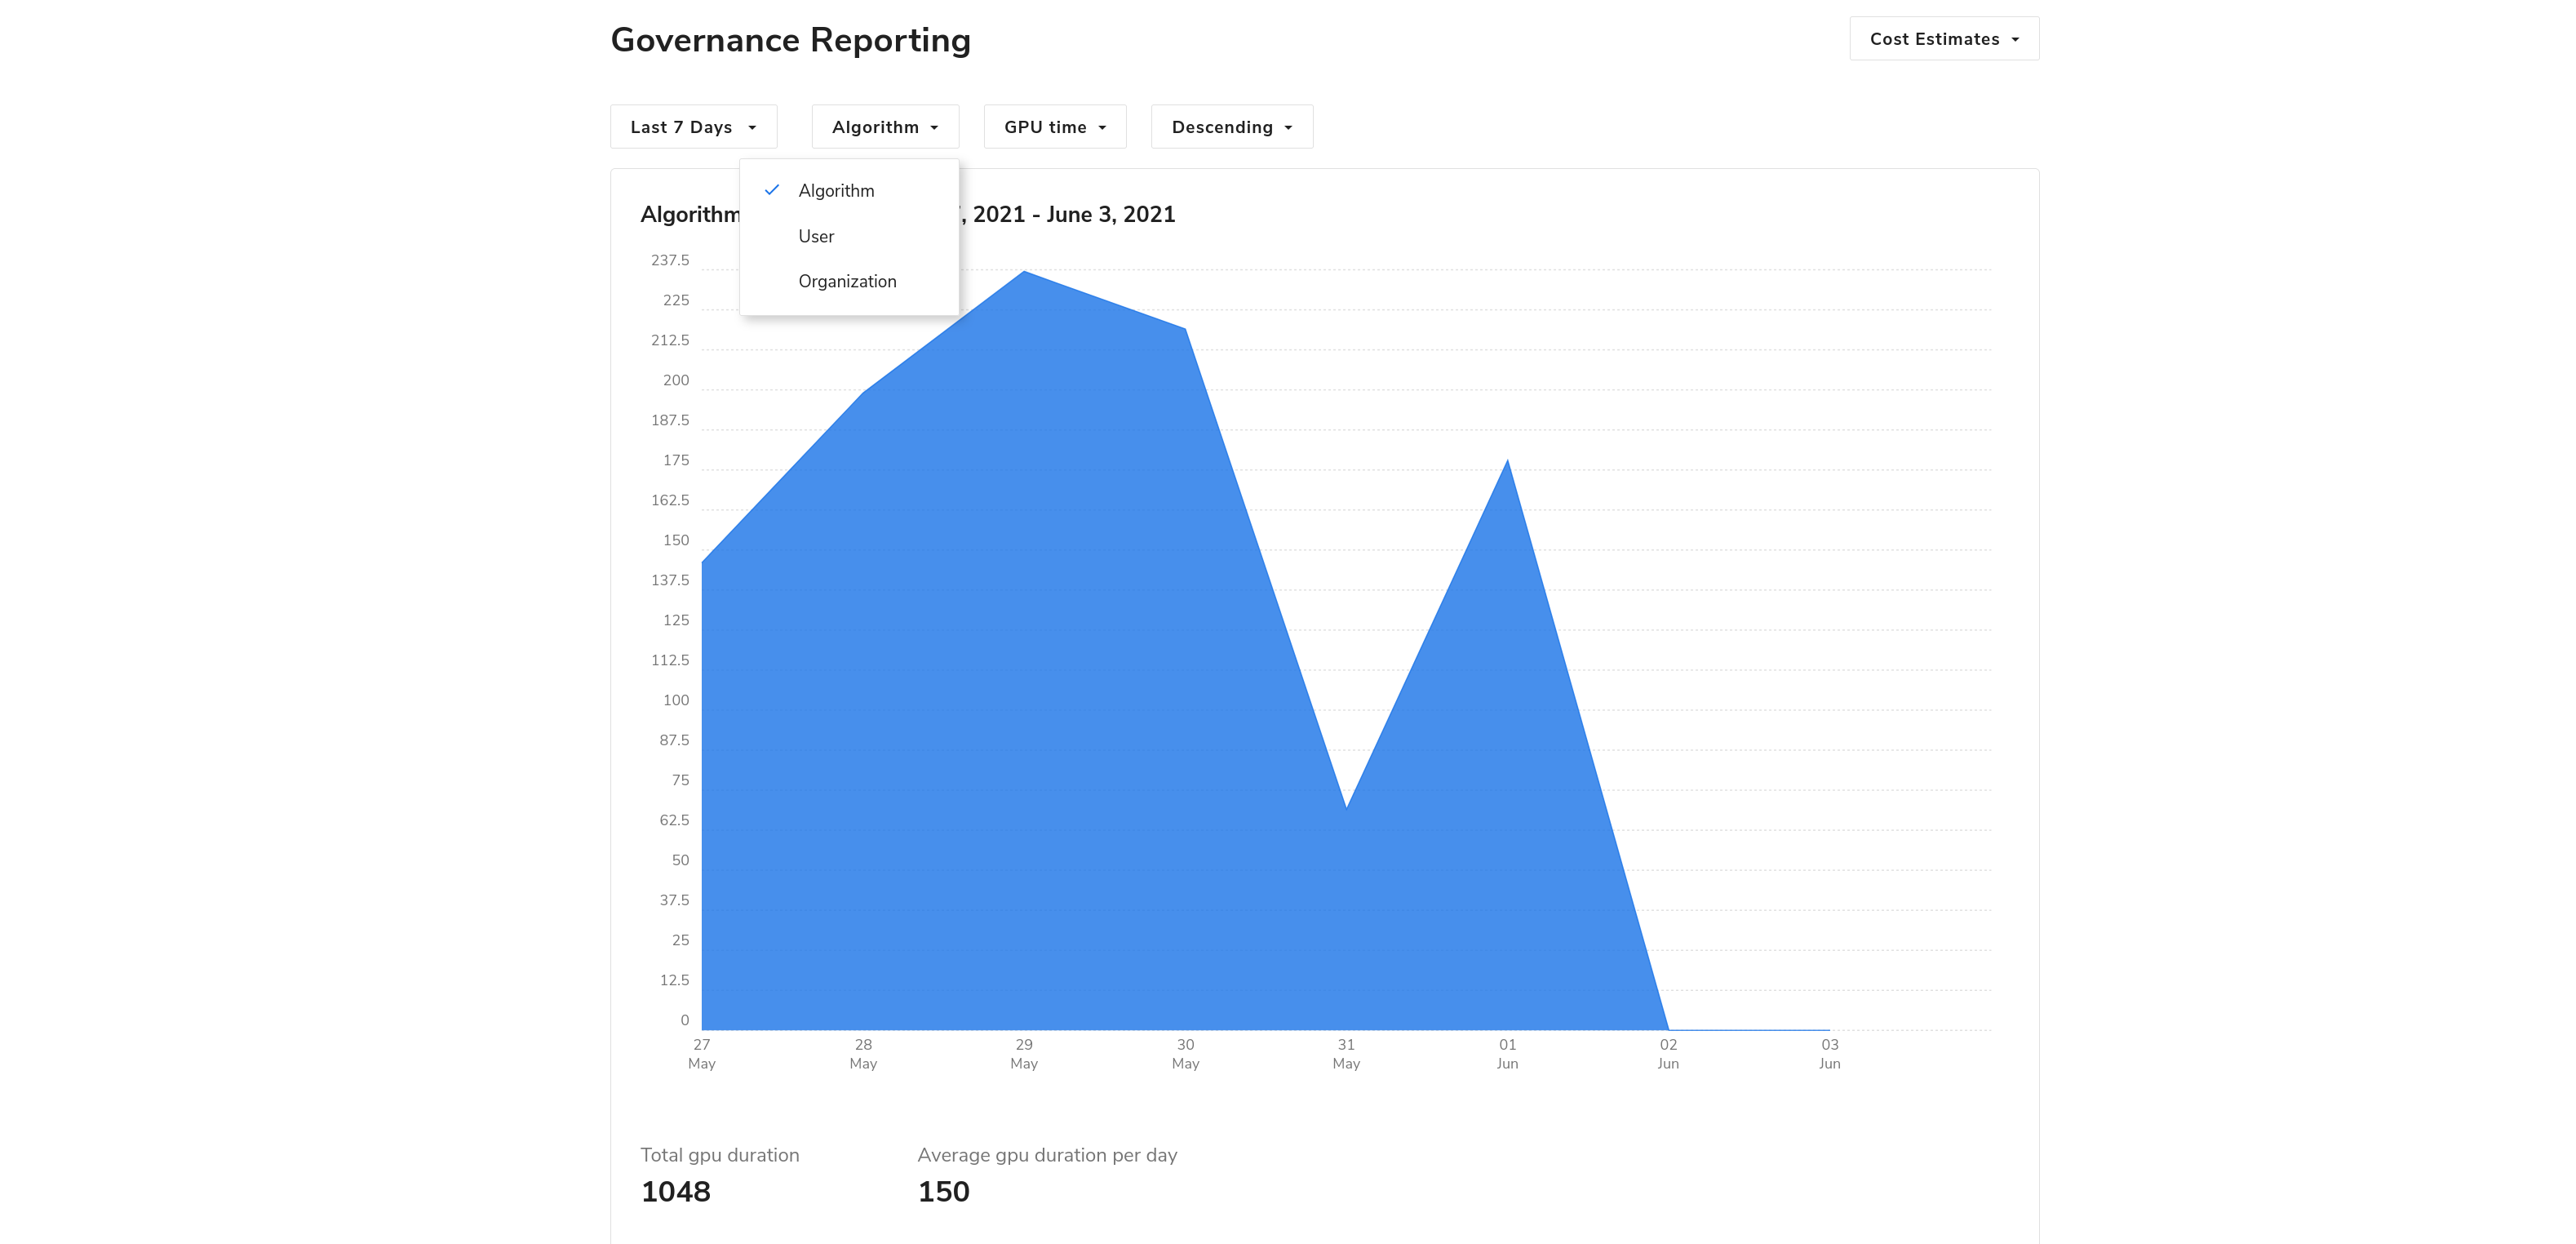 Governance Reporting
Cost Estimates
Last 7 Days
Algorithm
GPU time
Descending
Algorithm
User
Organization
Algorithm , 2021 - June 3, 2021
237.5
225
212.5
200
187.5
175
162.5
150
137.5
125
112.5
100
87.5
75
62.5
50
37.5
25
12.5
0
27 28 29 30 31 01 02 03
May May May May May Jun Jun Jun
Total gpu duration Average gpu duration per day
1048 150